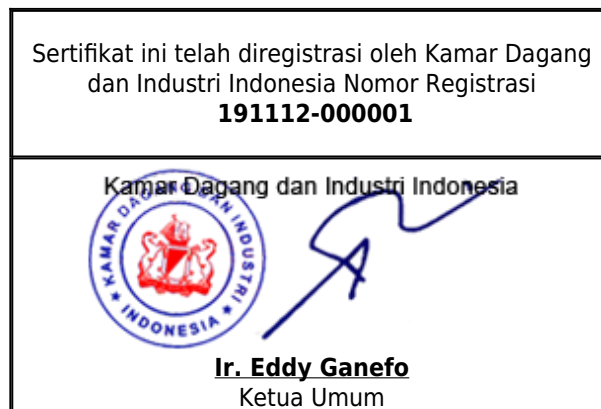 Sertifikat ini telah diregistrasi oleh Kamar Dagang
dan Industri Indonesia Nomor Registrasi
191112-000001
Kamar Dagang dan Industri Indonesia
KAMAR DAGANG DAN INDUSTRI
★ INDONESIA ★
Ir. Eddy Ganefo
Ketua Umum